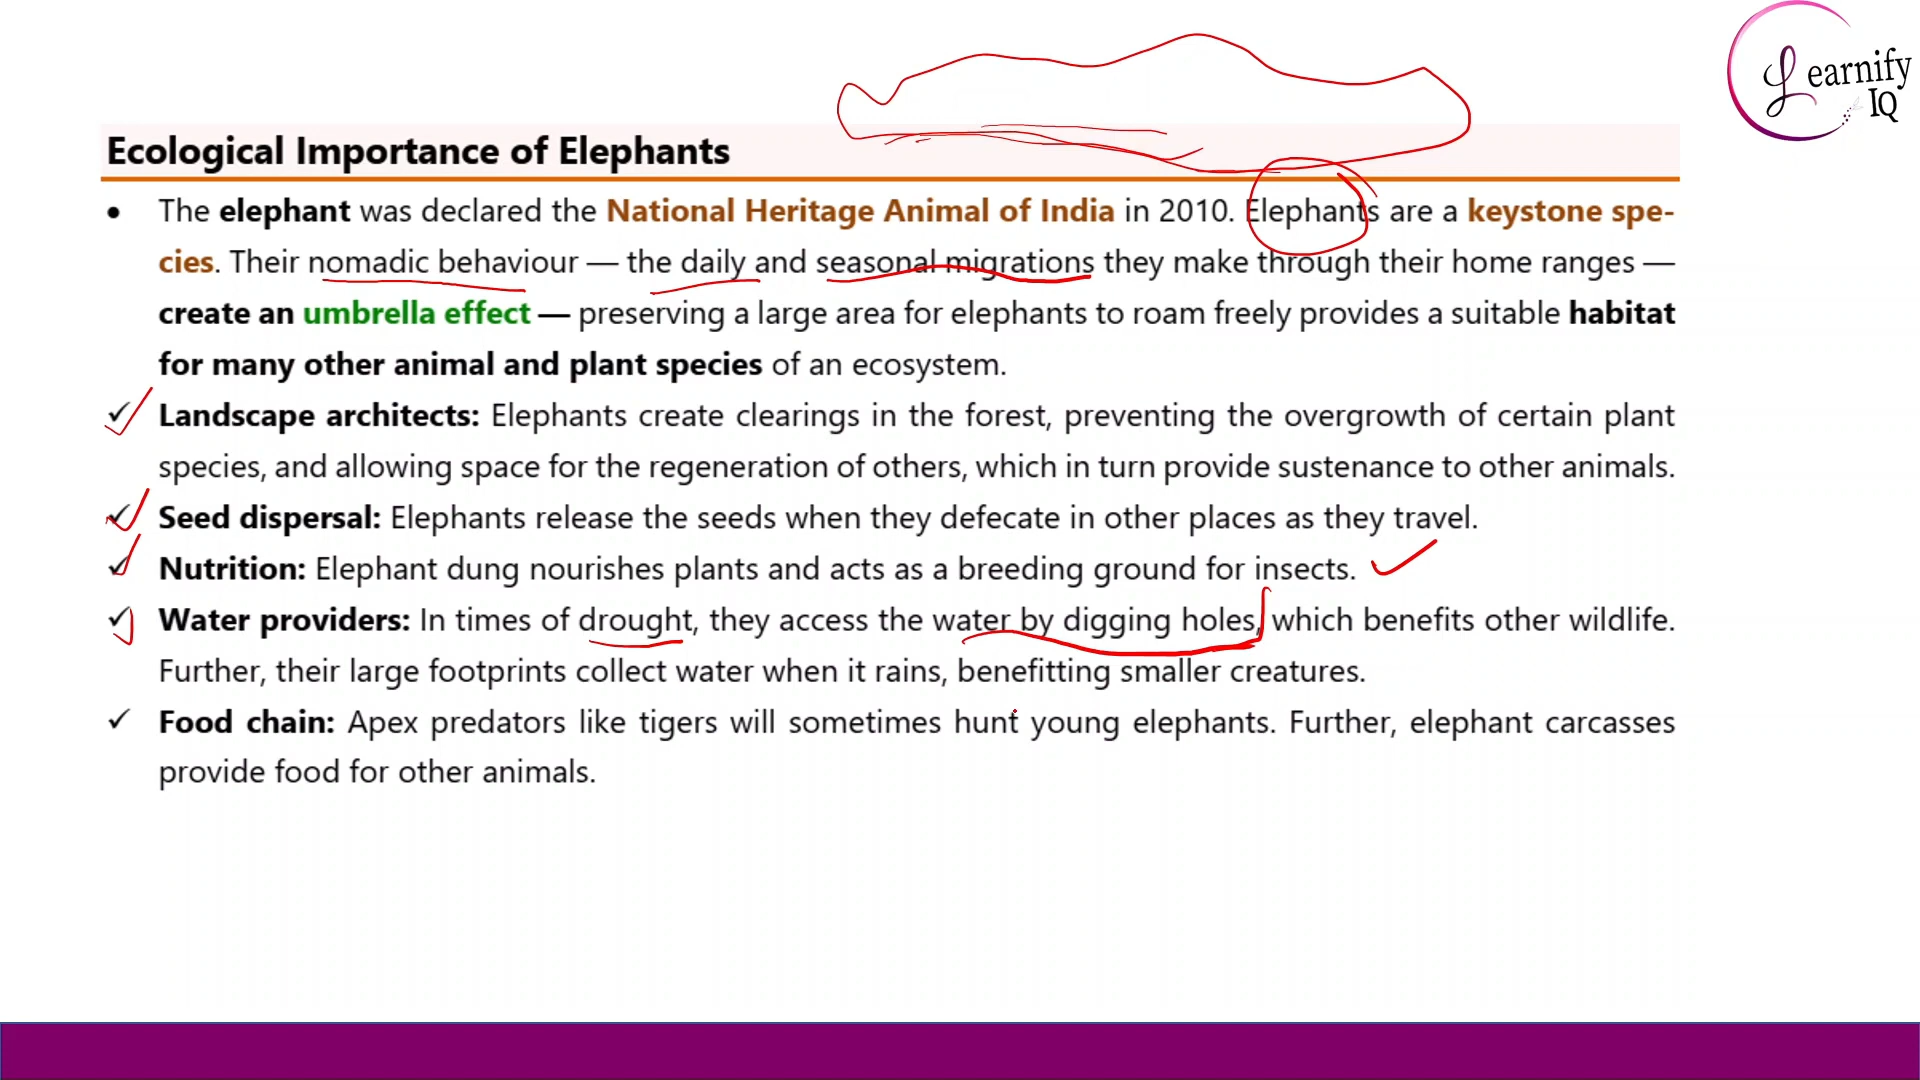 Learnify
IQ
Ecological Importance of Elephants
• The elephant was declared the National Heritage Animal of India in 2010. Elephants are a keystone spe-
cies. Their nomadic behaviour — the daily and seasonal migrations they make through their home ranges —
create an umbrella effect — preserving a large area for elephants to roam freely provides a suitable habitat
for many other animal and plant species of an ecosystem.
✓ Landscape architects: Elephants create clearings in the forest, preventing the overgrowth of certain plant
species, and allowing space for the regeneration of others, which in turn provide sustenance to other animals.
✓ Seed dispersal: Elephants release the seeds when they defecate in other places as they travel.
✓ Nutrition: Elephant dung nourishes plants and acts as a breeding ground for insects.
✓ Water providers: In times of drought, they access the water by digging holes, which benefits other wildlife.
Further, their large footprints collect water when it rains, benefitting smaller creatures.
✓ Food chain: Apex predators like tigers will sometimes hunt young elephants. Further, elephant carcasses
provide food for other animals.